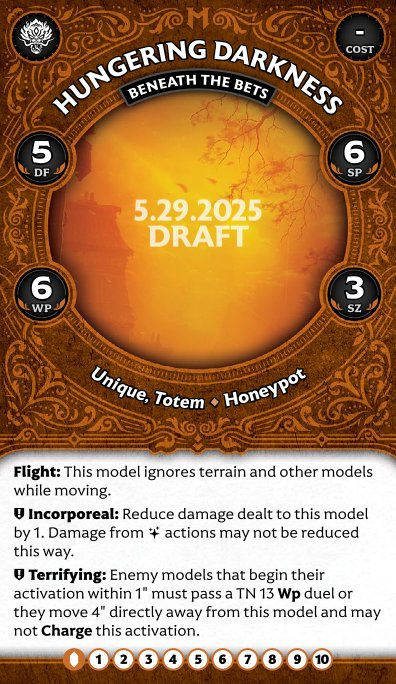 -
COST
HUNGERING DARKNESS
BENEATH THE BETS
5
DF
6
SP
5.29.2025
DRAFT
6
WP
3
SZ
Unique, Totem ◆ Honeypot
Flight: This model ignores terrain and other models
while moving.
Incorporeal: Reduce damage dealt to this model
by 1. Damage from actions may not be reduced
this way.
Terrifying: Enemy models that begin their
activation within 1" must pass a TN 13 Wp duel or
they move 4" directly away from this model and may
not Charge this activation.
1 2 3 4 5 6 7 8 9 10